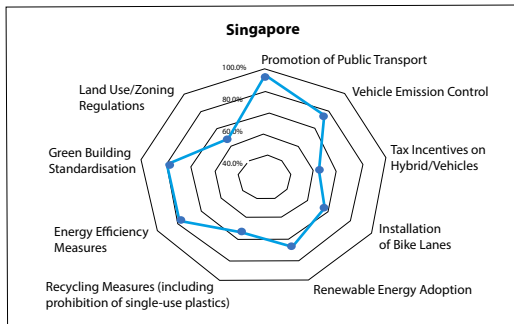 Singapore
100.0%
Promotion of Public Transport
80.0%
Land Use/Zoning
Regulations
Vehicle Emission Control
60.0%
Green Building
Standardisation
40.0%
Tax Incentives on
Hybrid/Vehicles
Energy Efficiency
Measures
Installation
of Bike Lanes
Recycling Measures (including
prohibition of single-use plastics)
Renewable Energy Adoption